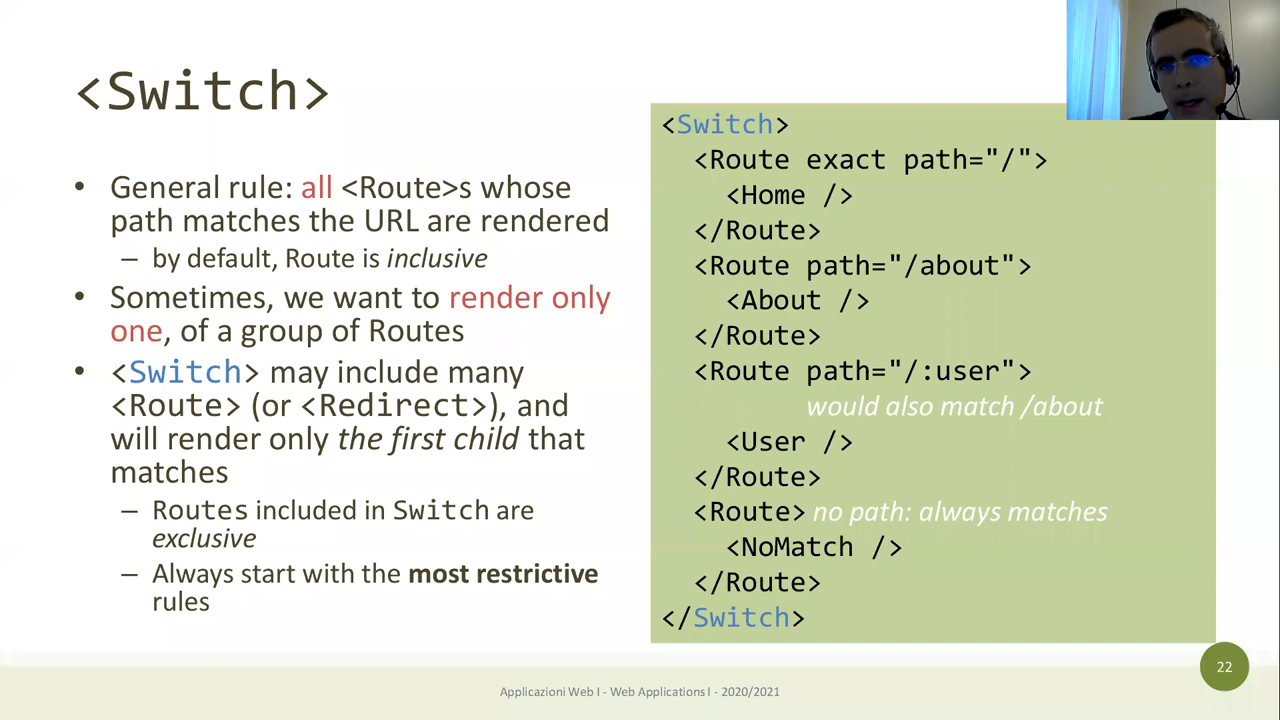 <Switch>
• General rule: all <Route>s whose
path matches the URL are rendered
– by default, Route is inclusive
• Sometimes, we want to render only
one, of a group of Routes
• <Switch> may include many
<Route> (or <Redirect>), and
will render only the first child that
matches
– Routes included in Switch are
exclusive
– Always start with the most restrictive
rules
<Switch>
<Route exact path="/">
<Home />
</Route>
<Route path="/about">
<About />
</Route>
<Route path="/:user">
would also match /about
<User />
</Route>
<Route> no path: always matches
<NoMatch />
</Route>
</Switch>
22
Applicazioni Web I - Web Applications I - 2020/2021